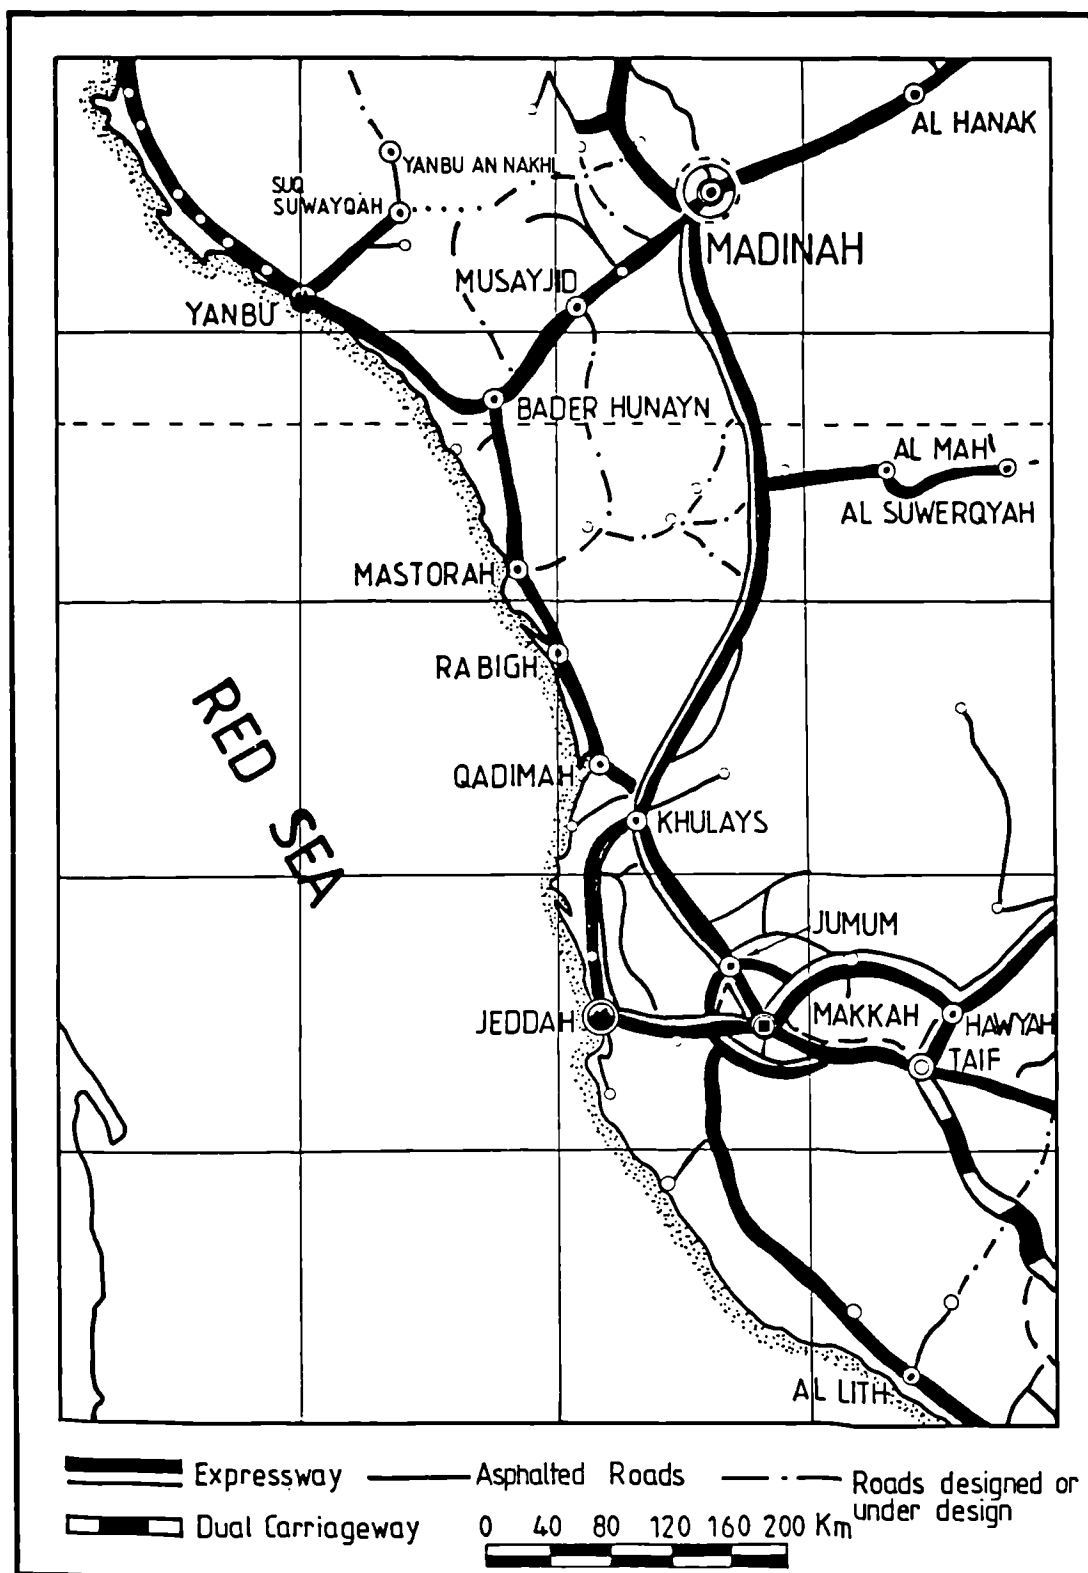 AL HANAK
YANBU AN NAKHL
SUQ
SUWAYQAH
MADINAH
MUSAYJID
YANBU
BADER HUNAYN
AL MAH'
AL SUWERQYAH
MASTORAH
RABIGH
RED SEA
QADIMAH
KHULAYS
JUMUM
JEDDAH
MAKKAH
HAWYAH
TAIF
AL LITH
Expressway
Asphalted Roads
Roads designed or
under design
Dual Carriageway
0 40 80 120 160 200 Km